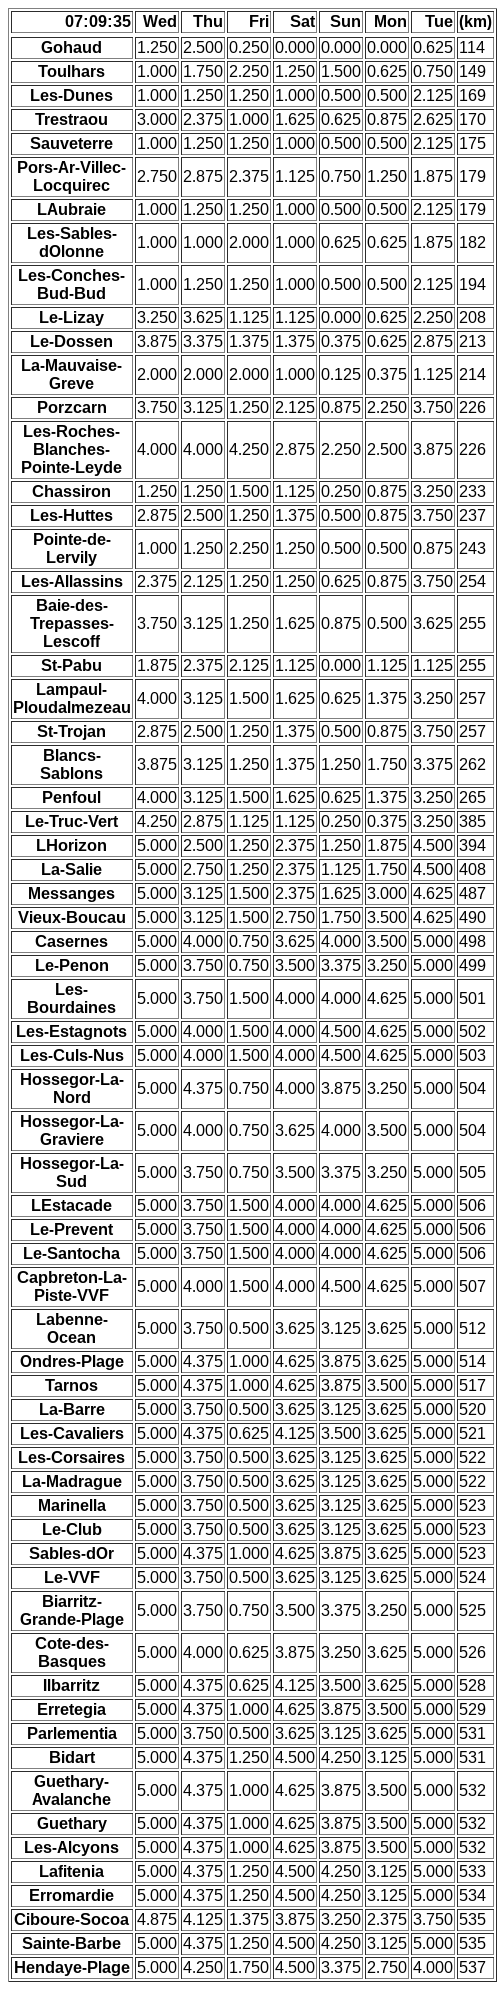 07:09:35 Wed Thu Fri Sat Sun Mon Tue (km)
Gohaud 1.250 2.500 0.250 0.000 0.000 0.000 0.625 114
Toulhars 1.000 1.750 2.250 1.250 1.500 0.625 0.750 149
Les-Dunes 1.000 1.250 1.250 1.000 0.500 0.500 2.125 169
Trestraou 3.000 2.375 1.000 1.625 0.625 0.875 2.625 170
Sauveterre 1.000 1.250 1.250 1.000 0.500 0.500 2.125 175
Pors-Ar-Villec-
Locquirec 2.750 2.875 2.375 1.125 0.750 1.250 1.875 179
LAubraie 1.000 1.250 1.250 1.000 0.500 0.500 2.125 179
Les-Sables-
dOlonne 1.000 1.000 2.000 1.000 0.625 0.625 1.875 182
Les-Conches-
Bud-Bud 1.000 1.250 1.250 1.000 0.500 0.500 2.125 194
Le-Lizay 3.250 3.625 1.125 1.125 0.000 0.625 2.250 208
Le-Dossen 3.875 3.375 1.375 1.375 0.375 0.625 2.875 213
La-Mauvaise-
Greve 2.000 2.000 2.000 1.000 0.125 0.375 1.125 214
Porzcarn 3.750 3.125 1.250 2.125 0.875 2.250 3.750 226
Les-Roches-
Blanches-
Pointe-Leyde 4.000 4.000 4.250 2.875 2.250 2.500 3.875 226
Chassiron 1.250 1.250 1.500 1.125 0.250 0.875 3.250 233
Les-Huttes 2.875 2.500 1.250 1.375 0.500 0.875 3.750 237
Pointe-de-
Lervily 1.000 1.250 2.250 1.250 0.500 0.500 0.875 243
Les-Allassins 2.375 2.125 1.250 1.250 0.625 0.875 3.750 254
Baie-des-
Trepasses-
Lescoff 3.750 3.125 1.250 1.625 0.875 0.500 3.625 255
St-Pabu 1.875 2.375 2.125 1.125 0.000 1.125 1.125 255
Lampaul-
Ploudalmezeau 4.000 3.125 1.500 1.625 0.625 1.375 3.250 257
St-Trojan 2.875 2.500 1.250 1.375 0.500 0.875 3.750 257
Blancs-
Sablons 3.875 3.125 1.250 1.375 1.250 1.750 3.375 262
Penfoul 4.000 3.125 1.500 1.625 0.625 1.375 3.250 265
Le-Truc-Vert 4.250 2.875 1.125 1.125 0.250 0.375 3.250 385
LHorizon 5.000 2.500 1.250 2.375 1.250 1.875 4.500 394
La-Salie 5.000 2.750 1.250 2.375 1.125 1.750 4.500 408
Messanges 5.000 3.125 1.500 2.375 1.625 3.000 4.625 487
Vieux-Boucau 5.000 3.125 1.500 2.750 1.750 3.500 4.625 490
Casernes 5.000 4.000 0.750 3.625 4.000 3.500 5.000 498
Le-Penon 5.000 3.750 0.750 3.500 3.375 3.250 5.000 499
Les-
Bourdaines 5.000 3.750 1.500 4.000 4.000 4.625 5.000 501
Les-Estagnots 5.000 4.000 1.500 4.000 4.500 4.625 5.000 502
Les-Culs-Nus 5.000 4.000 1.500 4.000 4.500 4.625 5.000 503
Hossegor-La-
Nord 5.000 4.375 0.750 4.000 3.875 3.250 5.000 504
Hossegor-La-
Graviere 5.000 4.000 0.750 3.625 4.000 3.500 5.000 504
Hossegor-La-
Sud 5.000 3.750 0.750 3.500 3.375 3.250 5.000 505
LEstacade 5.000 3.750 1.500 4.000 4.000 4.625 5.000 506
Le-Prevent 5.000 3.750 1.500 4.000 4.000 4.625 5.000 506
Le-Santocha 5.000 3.750 1.500 4.000 4.000 4.625 5.000 506
Capbreton-La-
Piste-VVF 5.000 4.000 1.500 4.000 4.500 4.625 5.000 507
Labenne-
Ocean 5.000 3.750 0.500 3.625 3.125 3.625 5.000 512
Ondres-Plage 5.000 4.375 1.000 4.625 3.875 3.625 5.000 514
Tarnos 5.000 4.375 1.000 4.625 3.875 3.500 5.000 517
La-Barre 5.000 3.750 0.500 3.625 3.125 3.625 5.000 520
Les-Cavaliers 5.000 4.375 0.625 4.125 3.500 3.625 5.000 521
Les-Corsaires 5.000 3.750 0.500 3.625 3.125 3.625 5.000 522
La-Madrague 5.000 3.750 0.500 3.625 3.125 3.625 5.000 522
Marinella 5.000 3.750 0.500 3.625 3.125 3.625 5.000 523
Le-Club 5.000 3.750 0.500 3.625 3.125 3.625 5.000 523
Sables-dOr 5.000 4.375 1.000 4.625 3.875 3.625 5.000 523
Le-VVF 5.000 3.750 0.500 3.625 3.125 3.625 5.000 524
Biarritz-
Grande-Plage 5.000 3.750 0.750 3.500 3.375 3.250 5.000 525
Cote-des-
Basques 5.000 4.000 0.625 3.875 3.250 3.625 5.000 526
Ilbarritz 5.000 4.375 0.625 4.125 3.500 3.625 5.000 528
Erretegia 5.000 4.375 1.000 4.625 3.875 3.500 5.000 529
Parlementia 5.000 3.750 0.500 3.625 3.125 3.625 5.000 531
Bidart 5.000 4.375 1.250 4.500 4.250 3.125 5.000 531
Guethary-
Avalanche 5.000 4.375 1.000 4.625 3.875 3.500 5.000 532
Guethary 5.000 4.375 1.000 4.625 3.875 3.500 5.000 532
Les-Alcyons 5.000 4.375 1.000 4.625 3.875 3.500 5.000 532
Lafitenia 5.000 4.375 1.250 4.500 4.250 3.125 5.000 533
Erromardie 5.000 4.375 1.250 4.500 4.250 3.125 5.000 534
Ciboure-Socoa 4.875 4.125 1.375 3.875 3.250 2.375 3.750 535
Sainte-Barbe 5.000 4.375 1.250 4.500 4.250 3.125 5.000 535
Hendaye-Plage 5.000 4.250 1.750 4.500 3.375 2.750 4.000 537